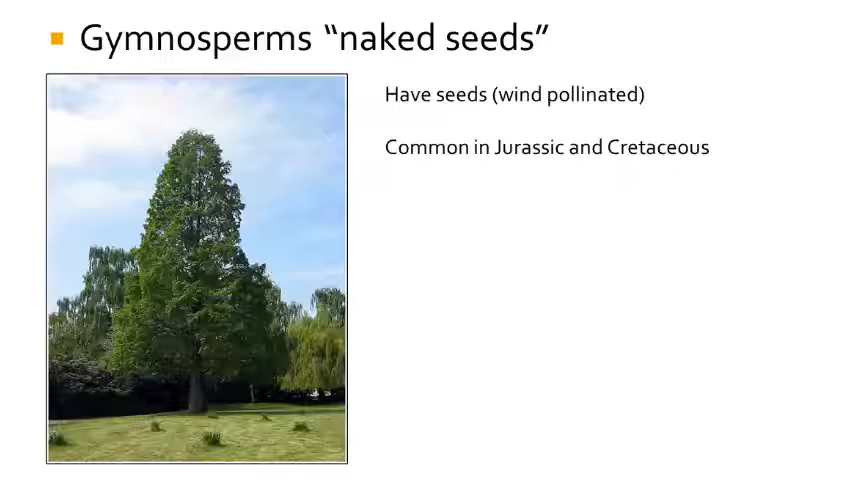 Gymnosperms “naked seeds”
Have seeds (wind pollinated)
Common in Jurassic and Cretaceous